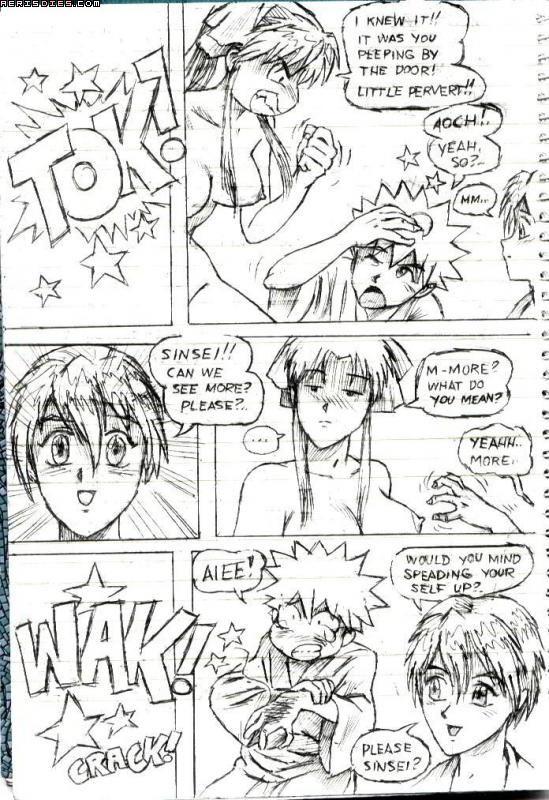 AERISDIES.COM
TOK!
I KNEW IT!!
IT WAS YOU
PEEPING BY
THE DOOR!
LITTLE PERVERT!!
AOCH!..
YEAH,
SO?..
MM...
SINSEI!!
CAN WE
SEE MORE?
PLEASE?..
...
M-MORE?
WHAT DO
YOU MEAN?
YEAHH..
MORE..
WAK!!
CRACK!
AIEE!
WOULD YOU MIND
SPEADING YOUR
SELF UP?
PLEASE
SINSEI?